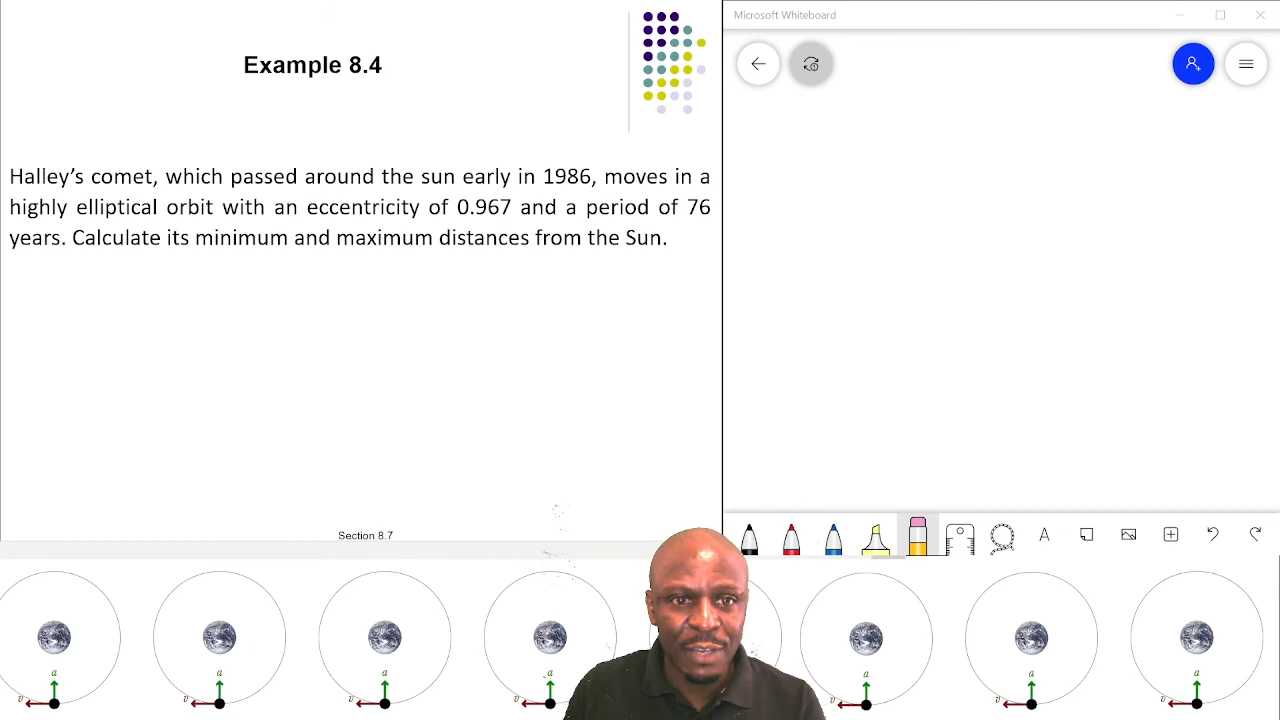 Microsoft Whiteboard
Example 8.4
Halley’s comet, which passed around the sun early in 1986, moves in a
highly elliptical orbit with an eccentricity of 0.967 and a period of 76
years. Calculate its minimum and maximum distances from the Sun.
Section 8.7
A
a a a a a a a
v v v v v v v